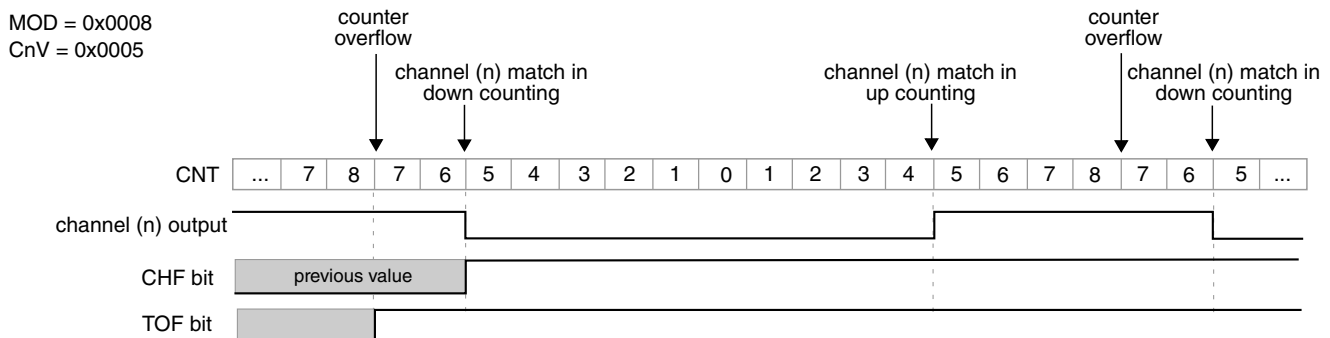 MOD = 0x0008
CnV = 0x0005
counter
overflow
channel (n) match in
down counting
channel (n) match in
up counting
counter
overflow
channel (n) match in
down counting
CNT ... 7 8 7 6 5 4 3 2 1 0 1 2 3 4 5 6 7 8 7 6 5 ...
channel (n) output
CHF bit previous value
TOF bit